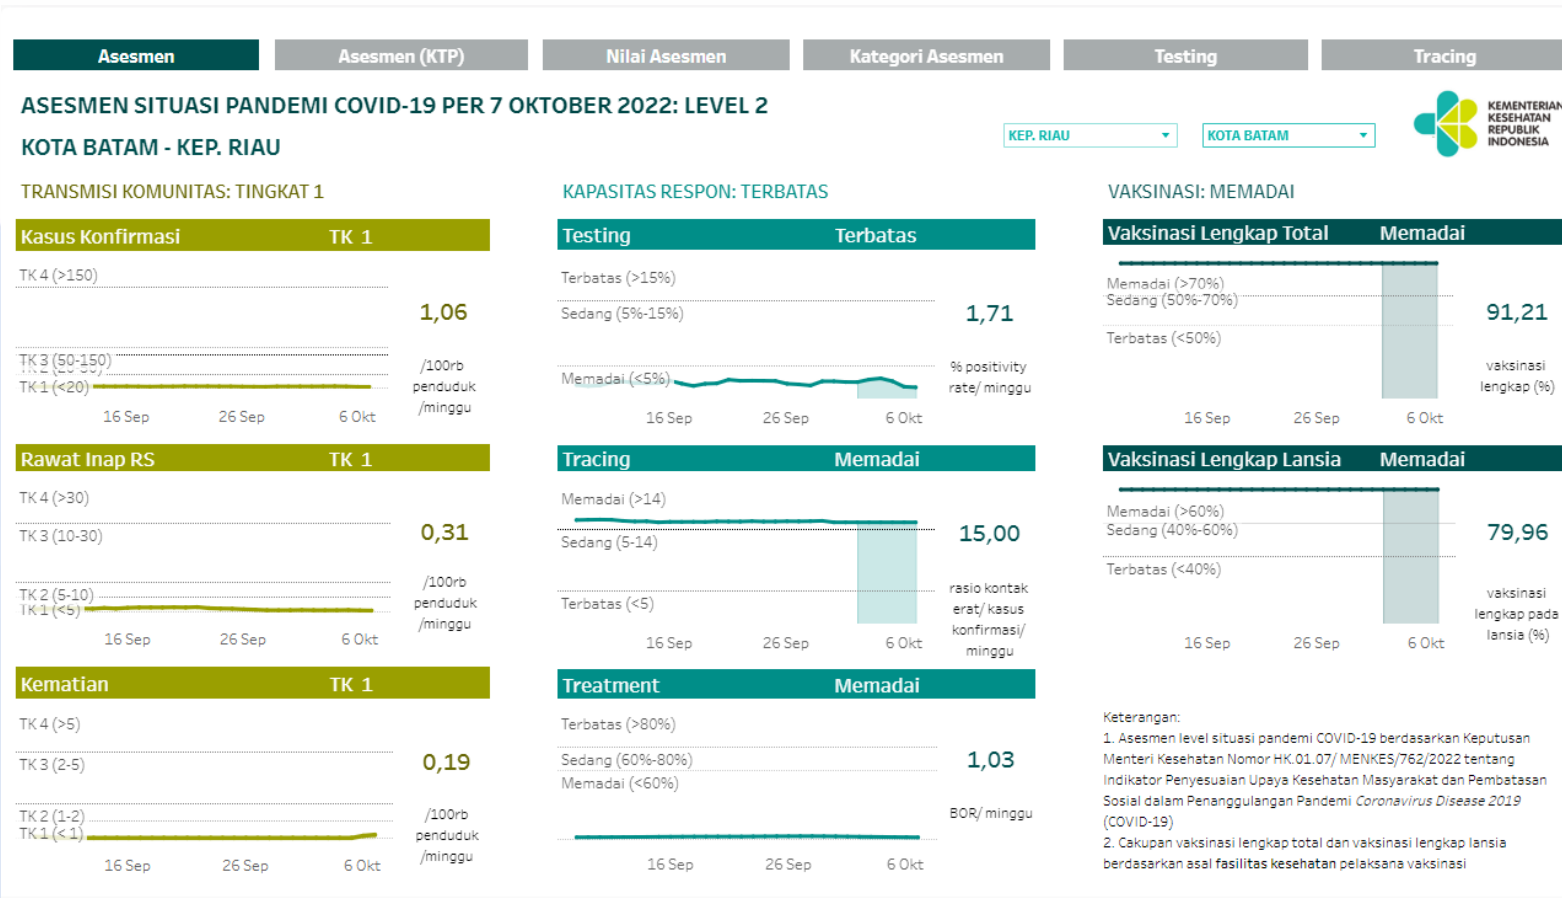 Asesmen
Asesmen (KTP)
Nilai Asesmen
Kategori Asesmen
Testing
Tracing
ASESMEN SITUASI PANDEMI COVID-19 PER 7 OKTOBER 2022: LEVEL 2
KOTA BATAM - KEP. RIAU
KEP. RIAU
KOTA BATAM
KEMENTERIAN
KESEHATAN
REPUBLIK
INDONESIA
TRANSMISI KOMUNITAS: TINGKAT 1
Kasus Konfirmasi TK 1
TK 4 (>150)
TK 3 (50-150)
TK 2 (20-50)
TK 1 (<20)
1,06
/100rb
penduduk
/minggu
16 Sep 26 Sep 6 Okt
Rawat Inap RS TK 1
TK 4 (>30)
TK 3 (10-30)
TK 2 (5-10)
TK 1 (<5)
0,31
/100rb
penduduk
/minggu
16 Sep 26 Sep 6 Okt
Kematian TK 1
TK 4 (>5)
TK 3 (2-5)
TK 2 (1-2)
TK 1 (<1)
0,19
/100rb
penduduk
/minggu
16 Sep 26 Sep 6 Okt
KAPASITAS RESPON: TERBATAS
Testing Terbatas
Terbatas (>15%)
Sedang (5%-15%)
Memadai (<5%)
1,71
% positivity
rate/ minggu
16 Sep 26 Sep 6 Okt
Tracing Memadai
Memadai (>14)
Sedang (5-14)
Terbatas (<5)
15,00
rasio kontak
erat/ kasus
konfirmasi/
minggu
16 Sep 26 Sep 6 Okt
Treatment Memadai
Terbatas (>80%)
Sedang (60%-80%)
Memadai (<60%)
1,03
BOR/ minggu
16 Sep 26 Sep 6 Okt
VAKSINASI: MEMADAI
Vaksinasi Lengkap Total Memadai
Memadai (>70%)
Sedang (50%-70%)
Terbatas (<50%)
91,21
vaksinasi
lengkap (%)
16 Sep 26 Sep 6 Okt
Vaksinasi Lengkap Lansia Memadai
Memadai (>60%)
Sedang (40%-60%)
Terbatas (<40%)
79,96
vaksinasi
lengkap pada
lansia (%)
16 Sep 26 Sep 6 Okt
Keterangan:
1. Asesmen level situasi pandemi COVID-19 berdasarkan Keputusan
Menteri Kesehatan Nomor HK.01.07/ MENKES/762/2022 tentang
Indikator Penyesuaian Upaya Kesehatan Masyarakat dan Pembatasan
Sosial dalam Penanggulangan Pandemi Coronavirus Disease 2019
(COVID-19)
2. Cakupan vaksinasi lengkap total dan vaksinasi lengkap lansia
berdasarkan asal fasilitas kesehatan pelaksana vaksinasi